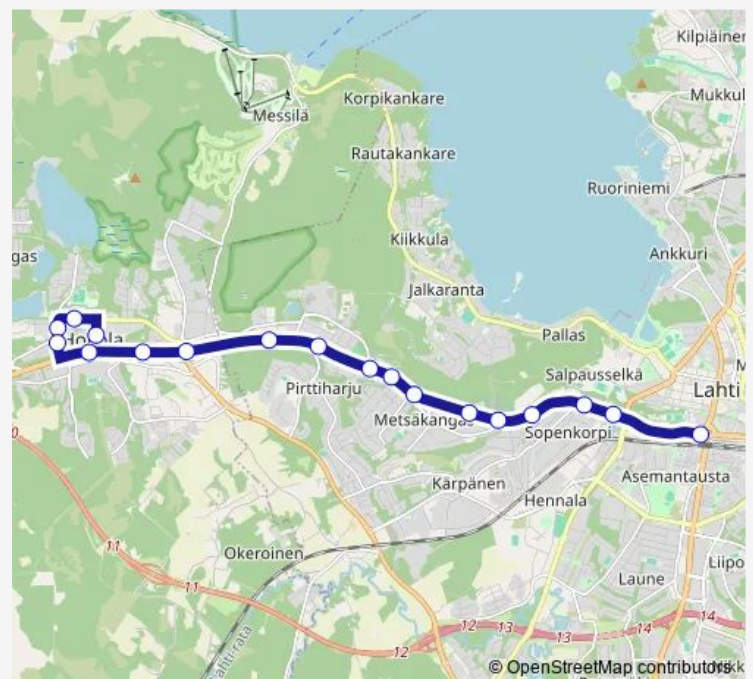 Kilpiäiner
Mukkul
Messilä
Korpikankare
Rautakankare
Ruoriniemi
Kiikkula
Ankkuri
gas
Jalkaranta
Pallas
Salpausselkä
Lahti
Pirttiharju
Metsäkangas
Sopenkorpi
Asemantausta
Kärpänen
Hennala
Okeroinen
11
11
Liipo
Laune
12
13
13
14
14
12
© OpenStreetMap contributors